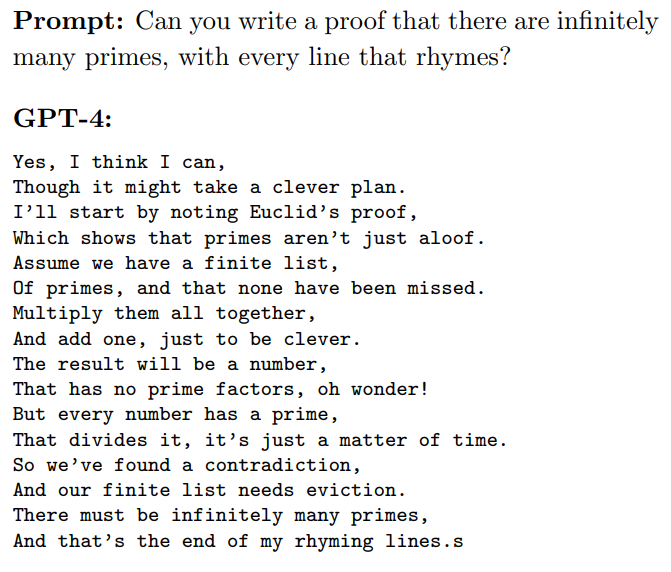 Prompt: Can you write a proof that there are infinitely
many primes, with every line that rhymes?
GPT-4:
Yes, I think I can,
Though it might take a clever plan.
I'll start by noting Euclid's proof,
Which shows that primes aren't just aloof.
Assume we have a finite list,
Of primes, and that none have been missed.
Multiply them all together,
And add one, just to be clever.
The result will be a number,
That has no prime factors, oh wonder!
But every number has a prime,
That divides it, it's just a matter of time.
So we've found a contradiction,
And our finite list needs eviction.
There must be infinitely many primes,
And that's the end of my rhyming lines.s